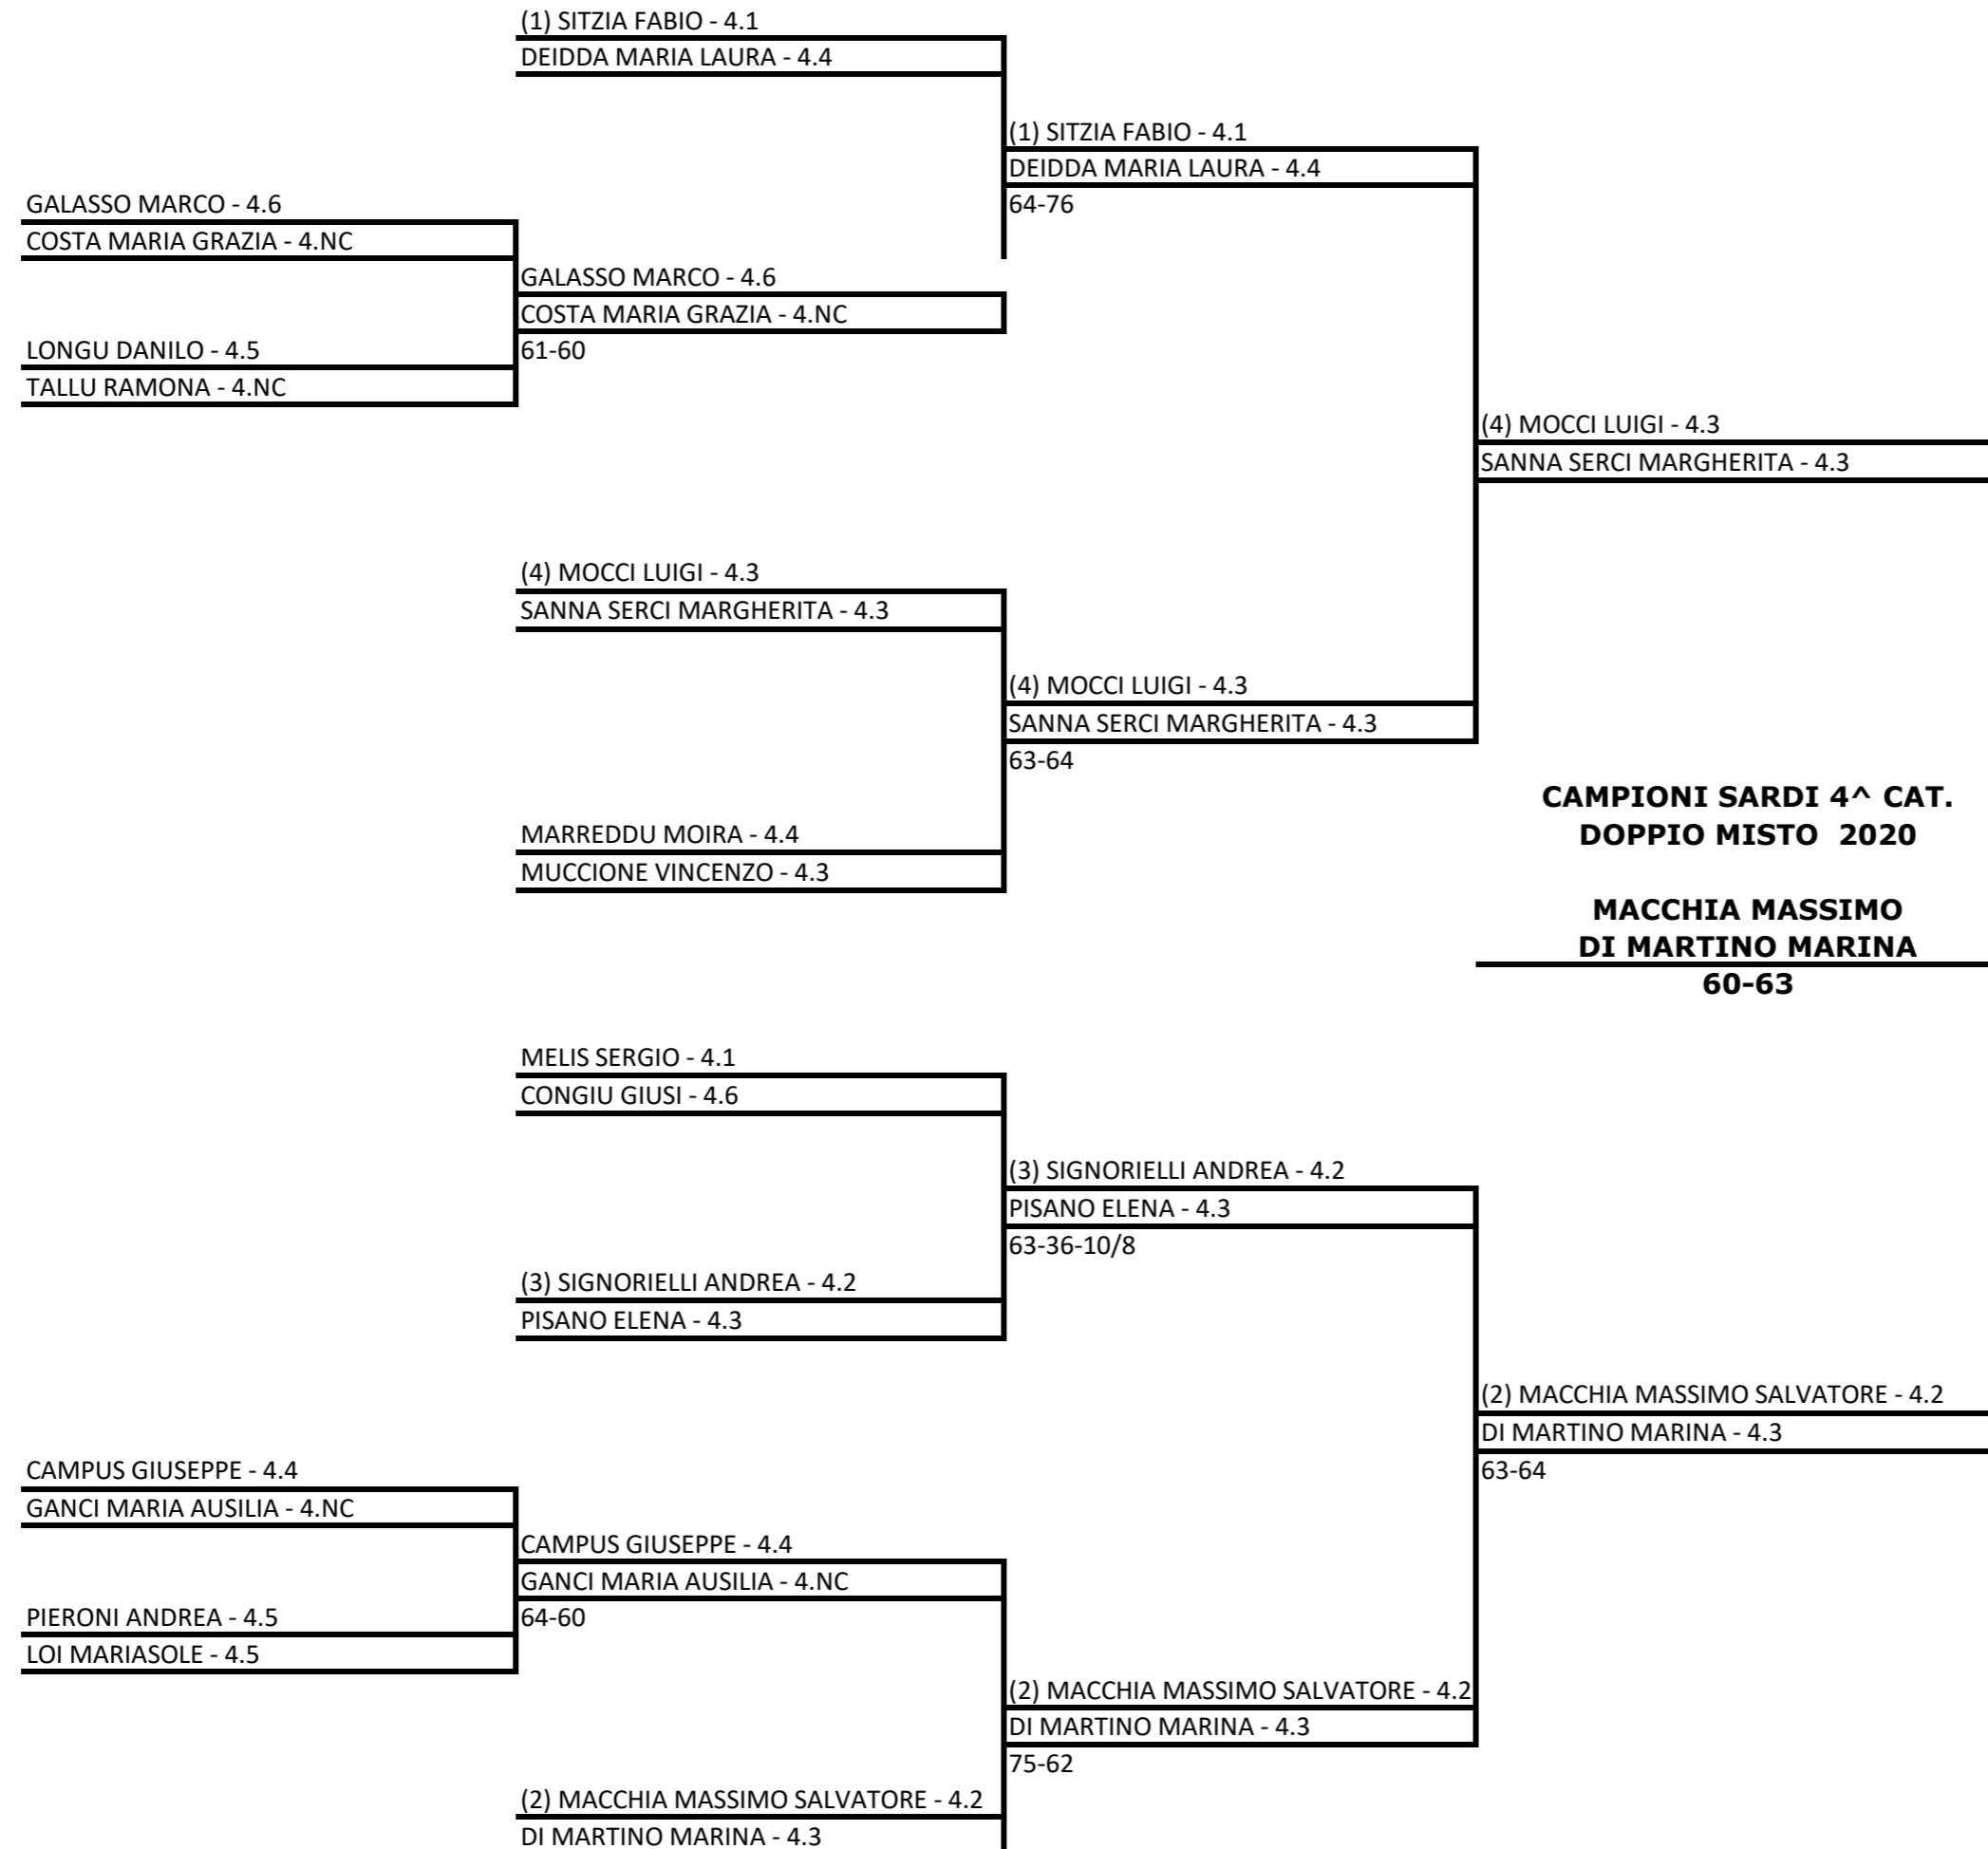 (1) SITZIA FABIO - 4.1
DEIDDA MARIA LAURA - 4.4
(1) SITZIA FABIO - 4.1
DEIDDA MARIA LAURA - 4.4
64-76
GALASSO MARCO - 4.6
COSTA MARIA GRAZIA - 4.NC
GALASSO MARCO - 4.6
COSTA MARIA GRAZIA - 4.NC
61-60
LONGU DANILO - 4.5
TALLU RAMONA - 4.NC
(4) MOCCI LUIGI - 4.3
SANNA SERCI MARGHERITA - 4.3
(4) MOCCI LUIGI - 4.3
SANNA SERCI MARGHERITA - 4.3
(4) MOCCI LUIGI - 4.3
SANNA SERCI MARGHERITA - 4.3
63-64
MARREDDU MOIRA - 4.4
MUCCIONE VINCENZO - 4.3
CAMPIONI SARDI 4^ CAT.
DOPPIO MISTO 2020
MACCHIA MASSIMO
DI MARTINO MARINA
60-63
MELIS SERGIO - 4.1
CONGIU GIUSI - 4.6
(3) SIGNORIELLI ANDREA - 4.2
PISANO ELENA - 4.3
63-36-10/8
(3) SIGNORIELLI ANDREA - 4.2
PISANO ELENA - 4.3
(2) MACCHIA MASSIMO SALVATORE - 4.2
DI MARTINO MARINA - 4.3
63-64
CAMPUS GIUSEPPE - 4.4
GANCI MARIA AUSILIA - 4.NC
CAMPUS GIUSEPPE - 4.4
GANCI MARIA AUSILIA - 4.NC
64-60
PIERONI ANDREA - 4.5
LOI MARIASOLE - 4.5
(2) MACCHIA MASSIMO SALVATORE - 4.2
DI MARTINO MARINA - 4.3
75-62
(2) MACCHIA MASSIMO SALVATORE - 4.2
DI MARTINO MARINA - 4.3